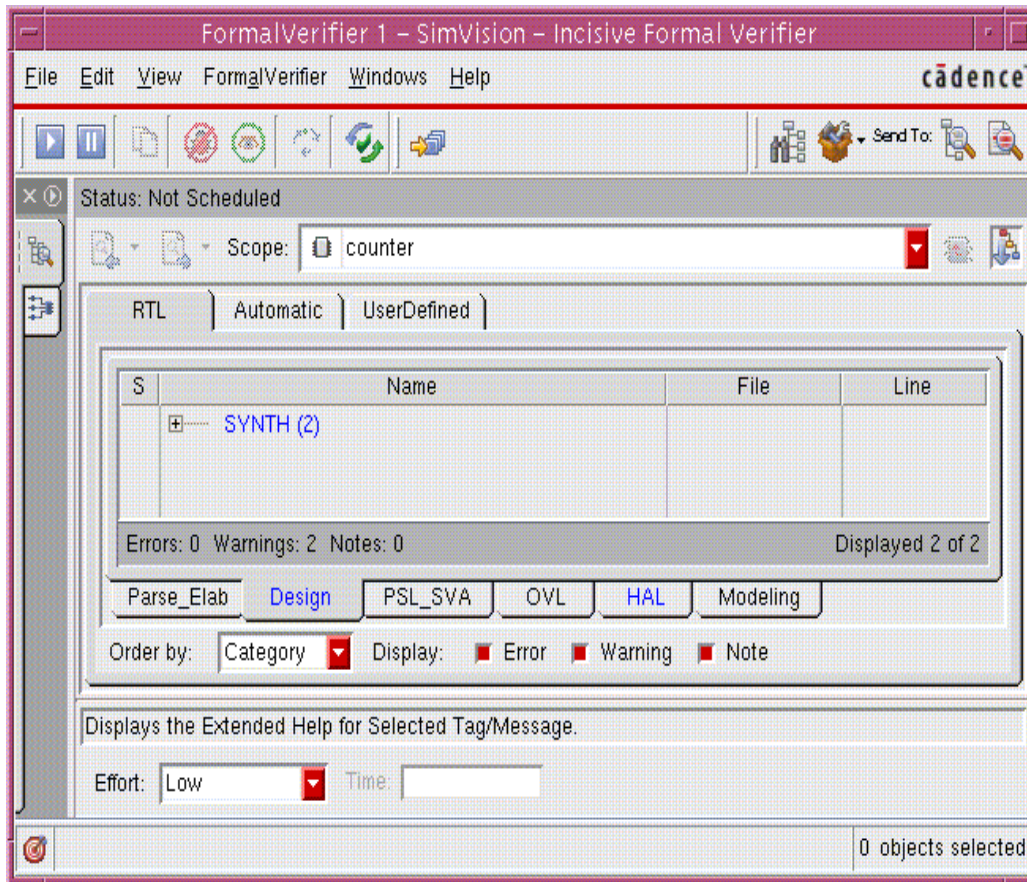 FormalVerifier 1 – SimVision – Incisive Formal Verifier
File Edit View FormalVerifier Windows Help cādence
Send To:
Status: Not Scheduled
Scope: counter
RTL Automatic UserDefined
S Name File Line
SYNTH (2)
Errors: 0 Warnings: 2 Notes: 0 Displayed 2 of 2
Parse_Elab Design PSL_SVA OVL HAL Modeling
Order by: Category Display: Error Warning Note
Displays the Extended Help for Selected Tag/Message.
Effort: Low Time:
0 objects selected